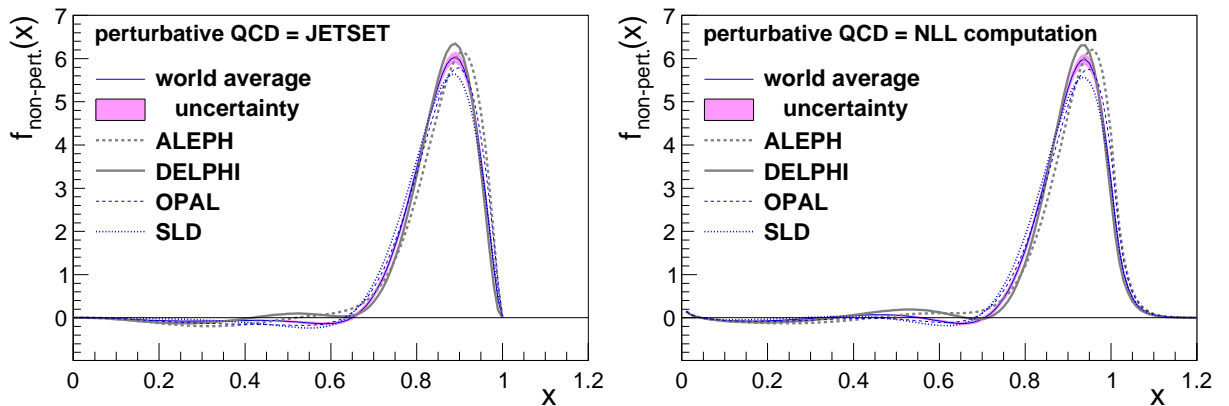 f non-pert.(x)
7
6
5
4
3
2
1
0
perturbative QCD = JETSET
world average
uncertainty
ALEPH
DELPHI
OPAL
SLD
0 0.2 0.4 0.6 0.8 1 1.2
x
f non-pert.(x)
7
6
5
4
3
2
1
0
perturbative QCD = NLL computation
world average
uncertainty
ALEPH
DELPHI
OPAL
SLD
0 0.2 0.4 0.6 0.8 1 1.2
x